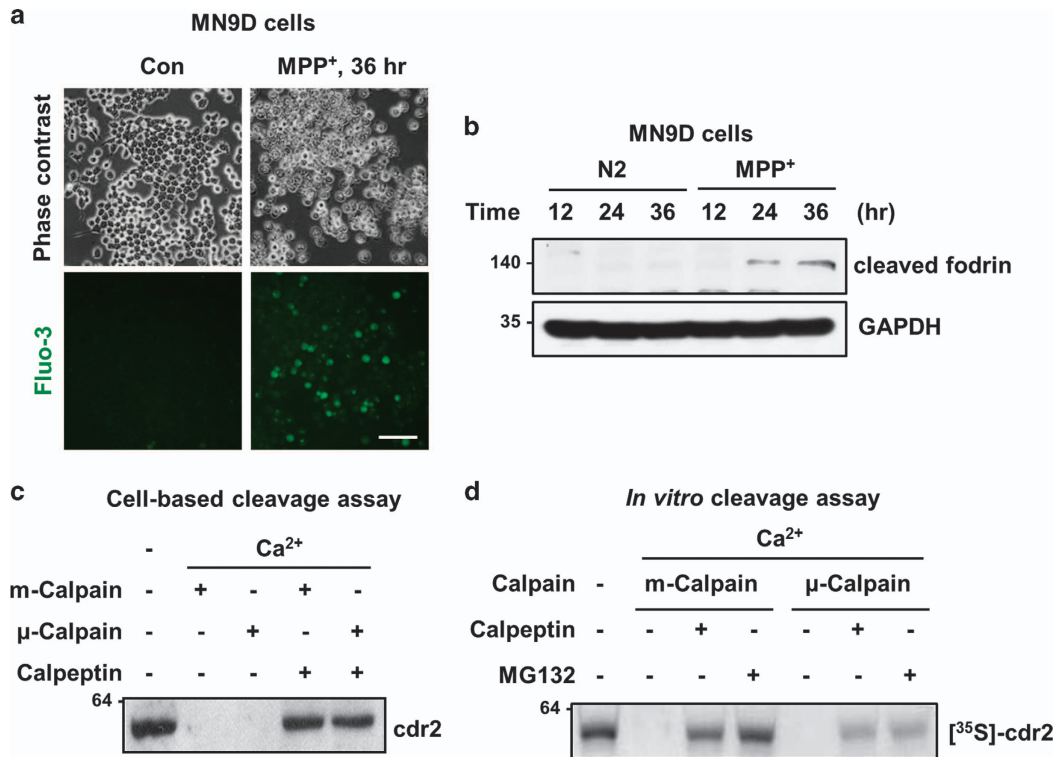 a
MN9D cells
Con MPP⁺, 36 hr
Phase contrast
Fluo-3
b
MN9D cells
N2 MPP⁺
Time 12 24 36 12 24 36 (hr)
140 cleaved fodrin
35 GAPDH
c
Cell-based cleavage assay
- Ca²⁺
m-Calpain - + - + -
µ-Calpain - - + - +
Calpeptin - - - + +
64
cdr2
d
In vitro cleavage assay
Ca²⁺
Calpain - m-Calpain µ-Calpain
Calpeptin - - + - - + -
MG132 - - - + - - +
64
[³⁵S]-cdr2